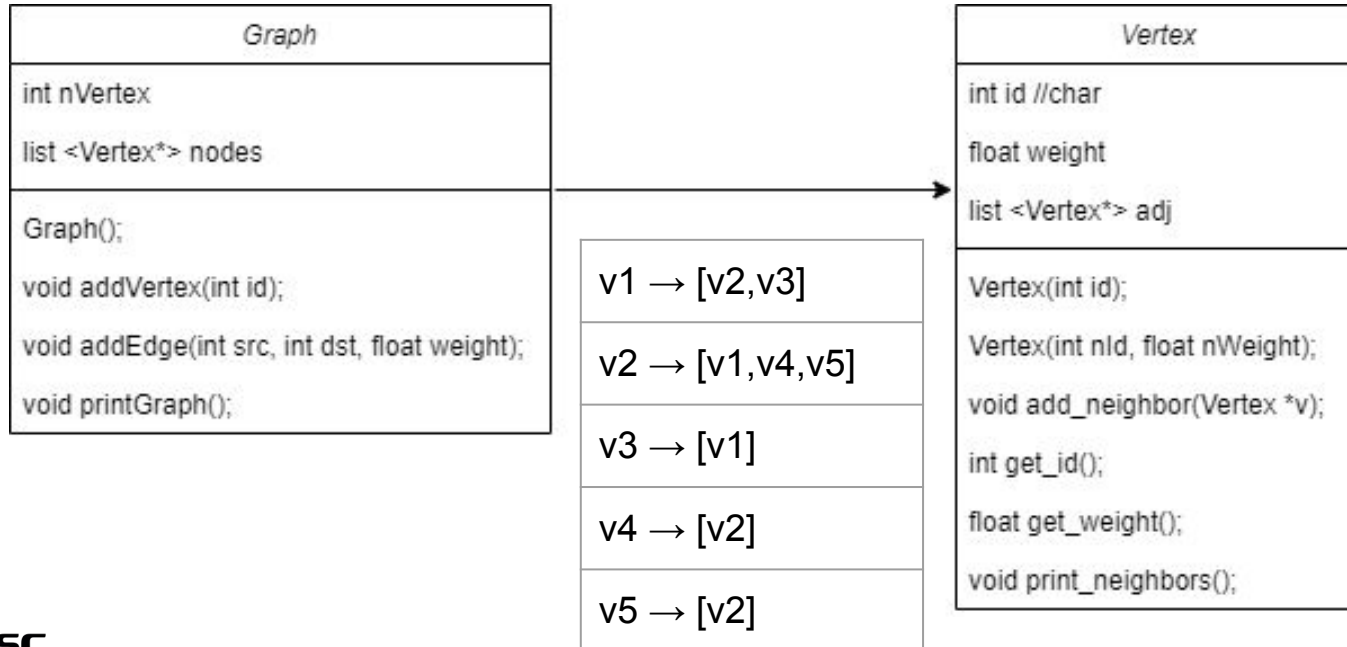 Graph
int nVertex
list <Vertex*> nodes
Graph();
void addVertex(int id);
void addEdge(int src, int dst, float weight);
void printGraph();
v1 → [v2,v3]
v2 → [v1,v4,v5]
v3 → [v1]
v4 → [v2]
v5 → [v2]
Vertex
int id //char
float weight
list <Vertex*> adj
Vertex(int id);
Vertex(int nId, float nWeight);
void add_neighbor(Vertex *v);
int get_id();
float get_weight();
void print_neighbors();